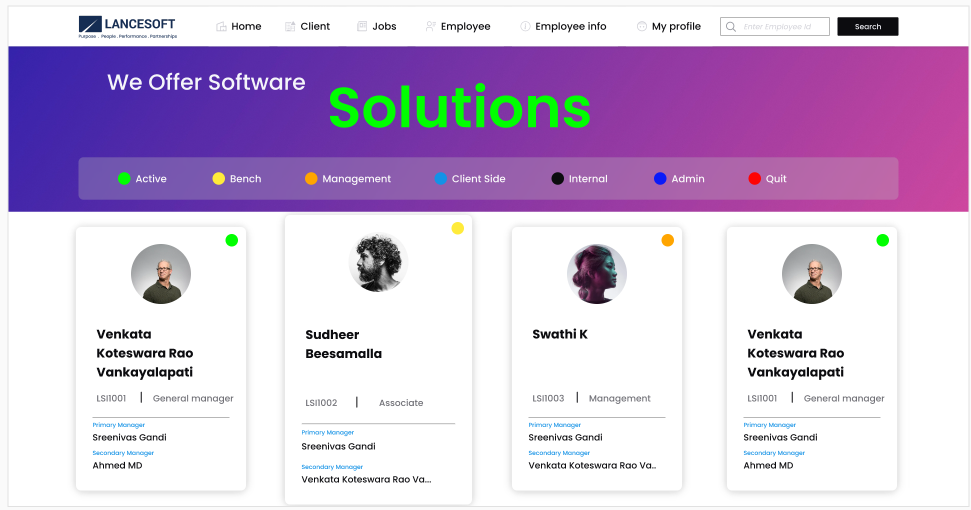 LANCESOFT
Purpose . People . Performance . Partnerships
Home
Client
Jobs
Employee
Employee info
My profile
Enter Employee Id
Search
We Offer Software
Solutions
Active
Bench
Management
Client Side
Internal
Admin
Quit
Venkata
Koteswara Rao
Vankayalapati
LSI1001 | General manager
Primary Manager
Sreenivas Gandi
Secondary Manager
Ahmed MD
Sudheer
Beesamalla
LSI1002 | Associate
Primary Manager
Sreenivas Gandi
Secondary Manager
Venkata Koteswara Rao Va...
Swathi K
LSI1003 | Management
Primary Manager
Sreenivas Gandi
Secondary Manager
Venkata Koteswara Rao Va..
Venkata
Koteswara Rao
Vankayalapati
LSI1001 | General manager
Primary Manager
Sreenivas Gandi
Secondary Manager
Ahmed MD